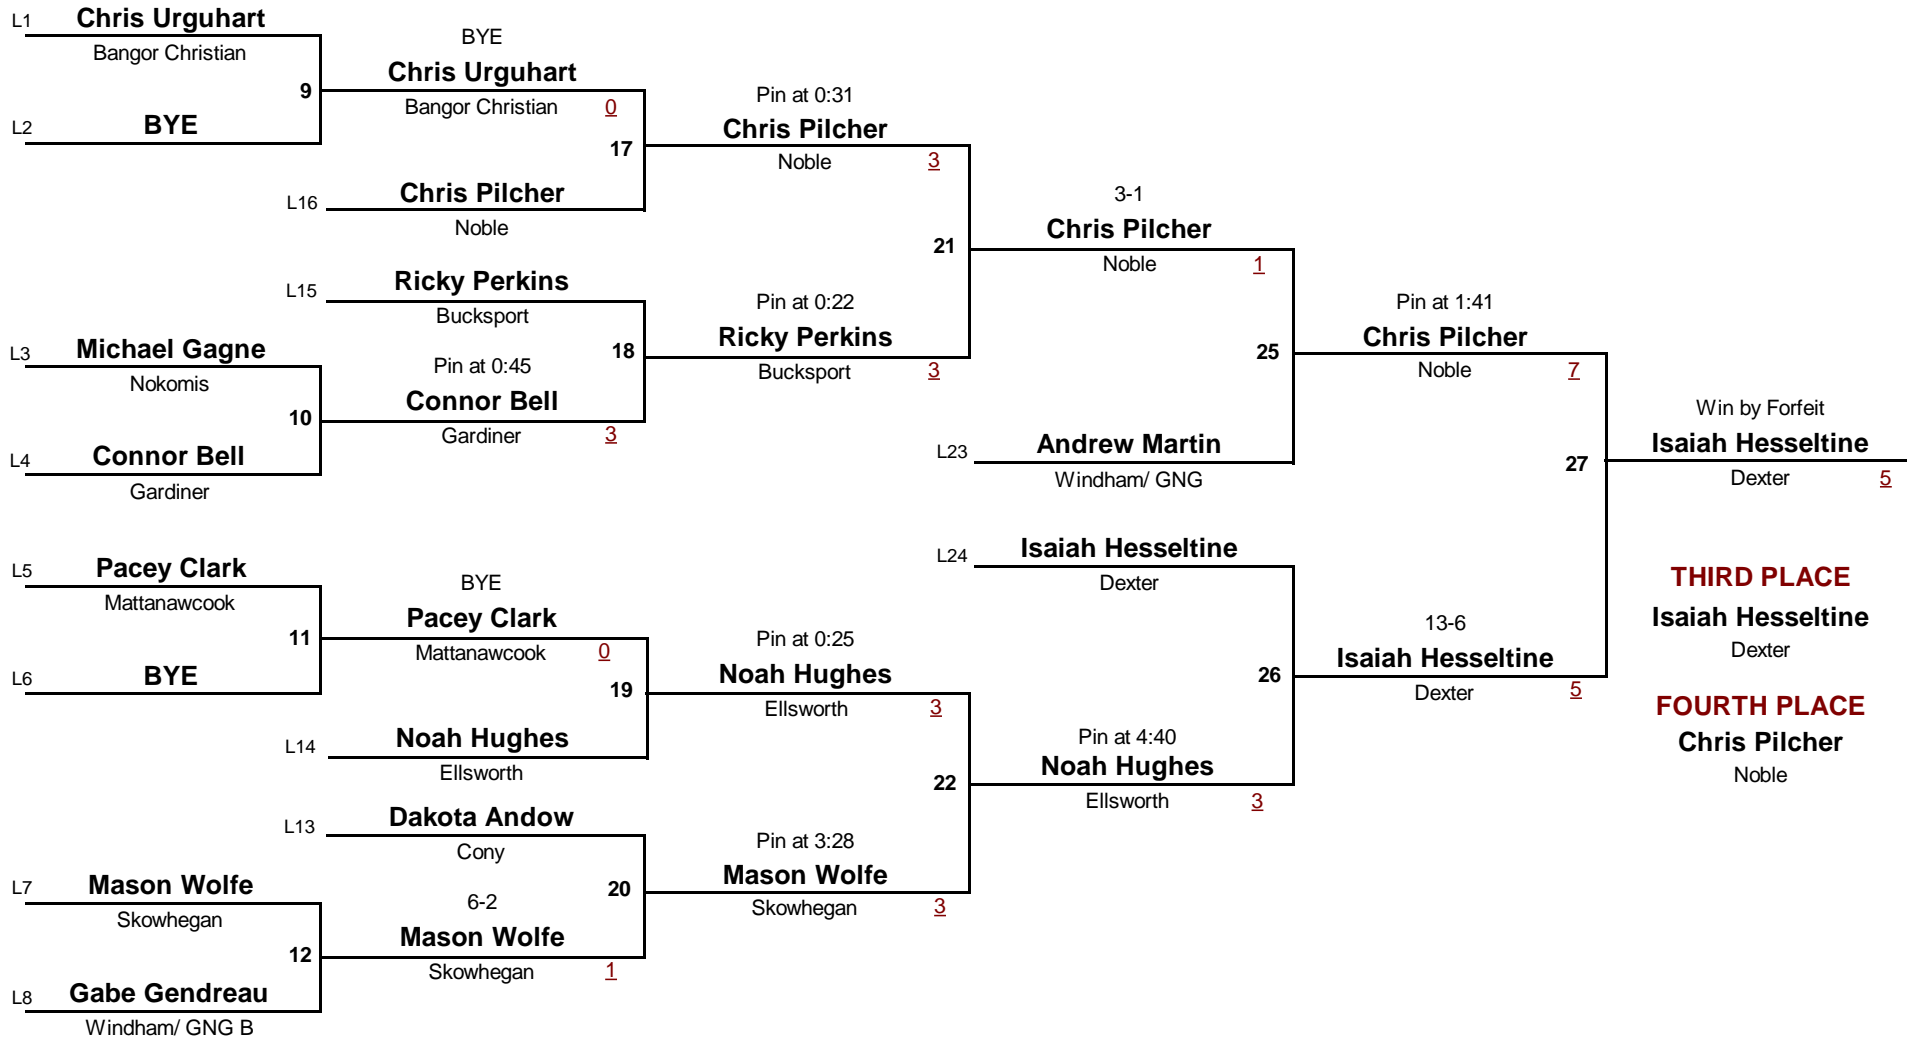 L1 Chris Urguhart
Bangor Christian
9
L2 BYE
BYE
Chris Urguhart
Bangor Christian 0
17
L16 Chris Pilcher
Noble
Pin at 0:31
Chris Pilcher
Noble 3
21
L15 Ricky Perkins
Bucksport
18
L3 Michael Gagne
Nokomis
10
L4 Connor Bell
Gardiner
Pin at 0:45
Connor Bell
Gardiner 3
Pin at 0:22
Ricky Perkins
Bucksport 3
3-1
Chris Pilcher
Noble 1
25
L23 Andrew Martin
Windham/ GNG
Pin at 1:41
Chris Pilcher
Noble 7
27
Win by Forfeit
Isaiah Hesseltine
Dexter 5
L5 Pacey Clark
Mattanawcook
11
L6 BYE
BYE
Pacey Clark
Mattanawcook 0
19
L14 Noah Hughes
Ellsworth
Pin at 0:25
Noah Hughes
Ellsworth 3
22
L13 Dakota Andow
Cony
20
L7 Mason Wolfe
Skowhegan
12
L8 Gabe Gendreau
Windham/ GNG B
6-2
Mason Wolfe
Skowhegan 1
Pin at 3:28
Mason Wolfe
Skowhegan 3
L24 Isaiah Hesseltine
Dexter
26
Pin at 4:40
Noah Hughes
Ellsworth 3
13-6
Isaiah Hesseltine
Dexter 5
THIRD PLACE
Isaiah Hesseltine
Dexter
FOURTH PLACE
Chris Pilcher
Noble